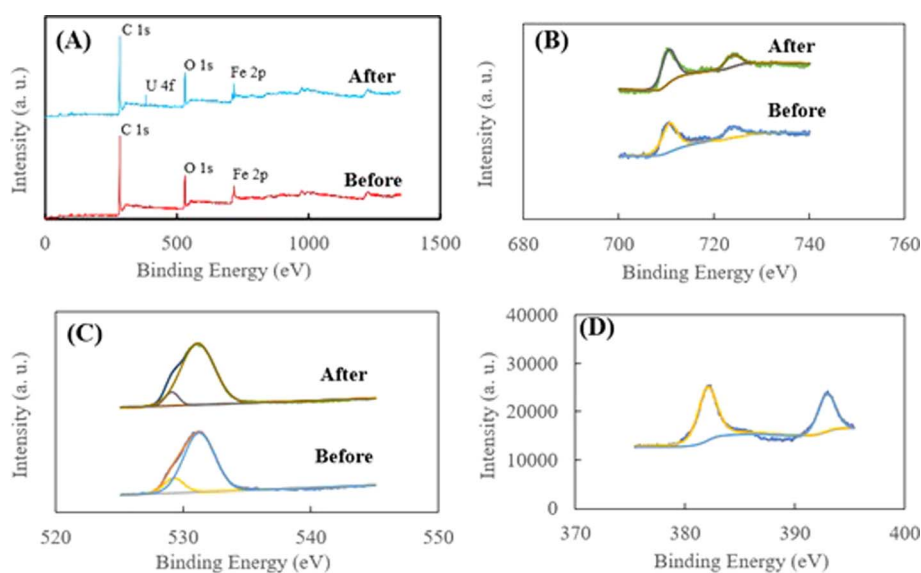 (A)
C 1s
U 4f
O 1s
Fe 2p
After
C 1s
O 1s
Fe 2p
Before
Intensity (a. u.)
0 500 1000 1500
Binding Energy (eV)
(B)
After
Before
Intensity (a. u.)
680 700 720 740 760
Binding Energy (eV)
(C)
After
Before
Intensity (a. u.)
520 530 540 550
Binding Energy (eV)
(D)
40000
30000
20000
10000
0
Intensity (a. u.)
370 380 390 400
Binding Energy (eV)